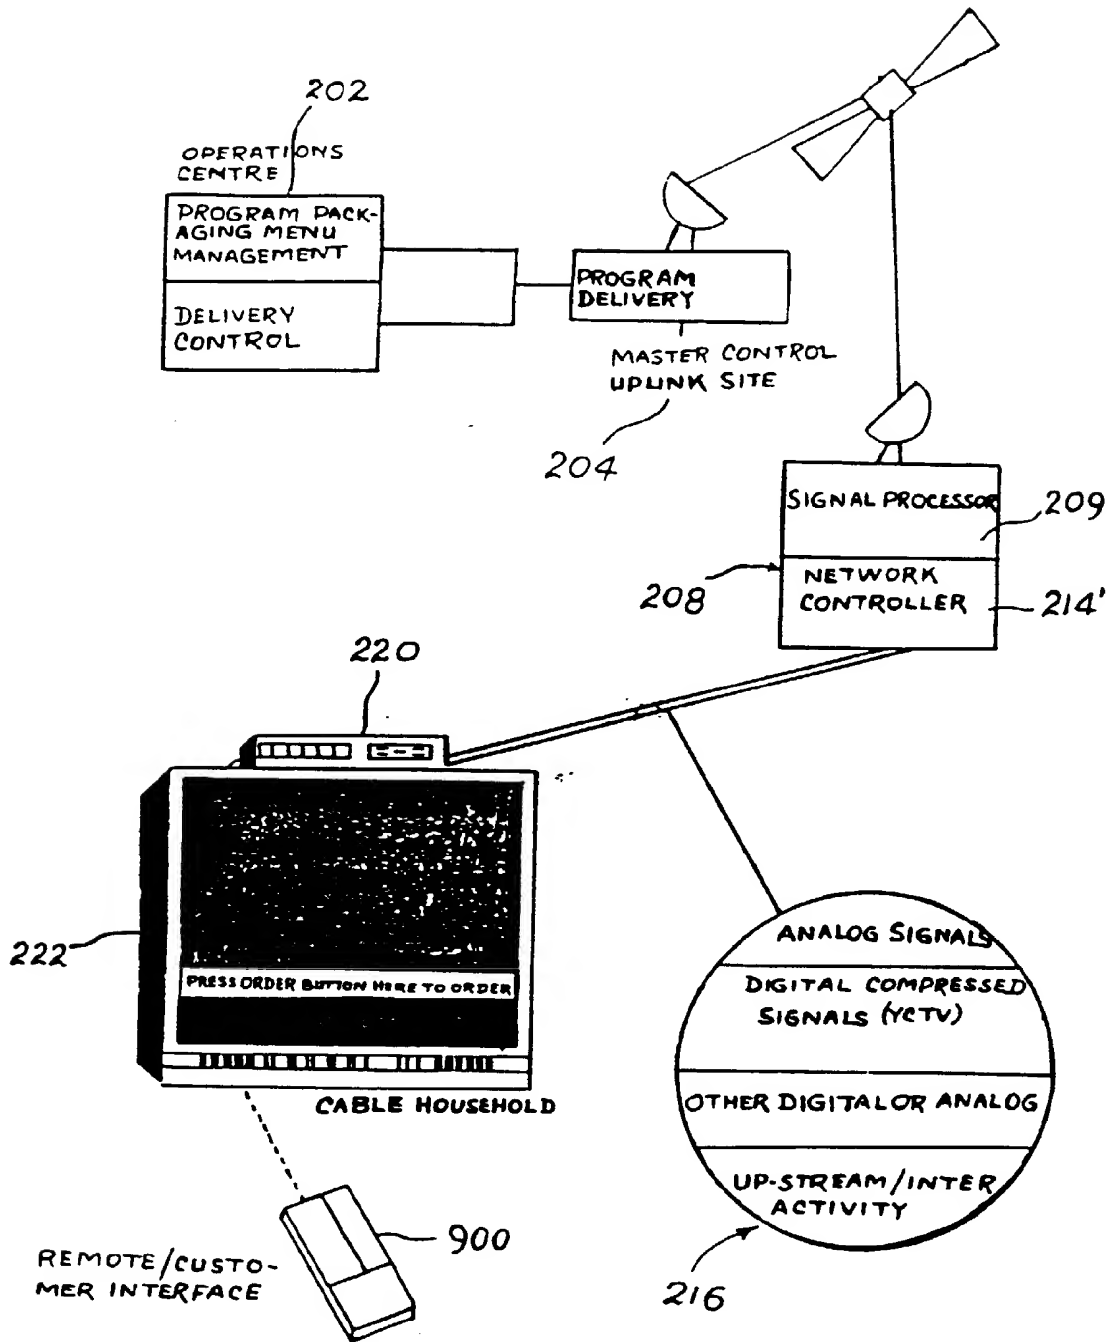 202
OPERATIONS
CENTRE
PROGRAM PACK-
AGING MENU
MANAGEMENT
DELIVERY
CONTROL
PROGRAM
DELIVERY
MASTER CONTROL
UPLINK SITE
204
SIGNAL PROCESSOR
209
208
NETWORK
CONTROLLER
214'
220
222
PRESS ORDER BUTTON HERE TO ORDER
CABLE HOUSEHOLD
ANALOG SIGNALS
DIGITAL COMPRESSED
SIGNALS (YCTV)
OTHER DIGITAL OR ANALOG
UP-STREAM/INTER
ACTIVITY
216
900
REMOTE/CUSTO-
MER INTERFACE